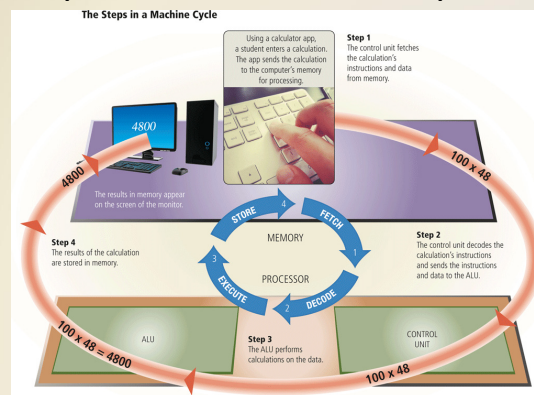 The Steps in a Machine Cycle
Using a calculator app,
a student enters a calculation.
The app sends the calculation
to the computer's memory
for processing.
Step 1
The control unit fetches
the calculation's
instructions and data
from memory.
4800
4800
The results in memory appear
on the screen of the monitor.
100 x 48
STORE
4
FETCH
MEMORY
1
3
PROCESSOR
EXECUTE
2
DECODE
Step 4
The results of the calculation
are stored in memory.
Step 2
The control unit decodes the
calculation's instructions
and sends the instructions
and data to the ALU.
ALU
Step 3
The ALU performs
calculations on the data.
CONTROL
UNIT
100 x 48 = 4800
100 x 48